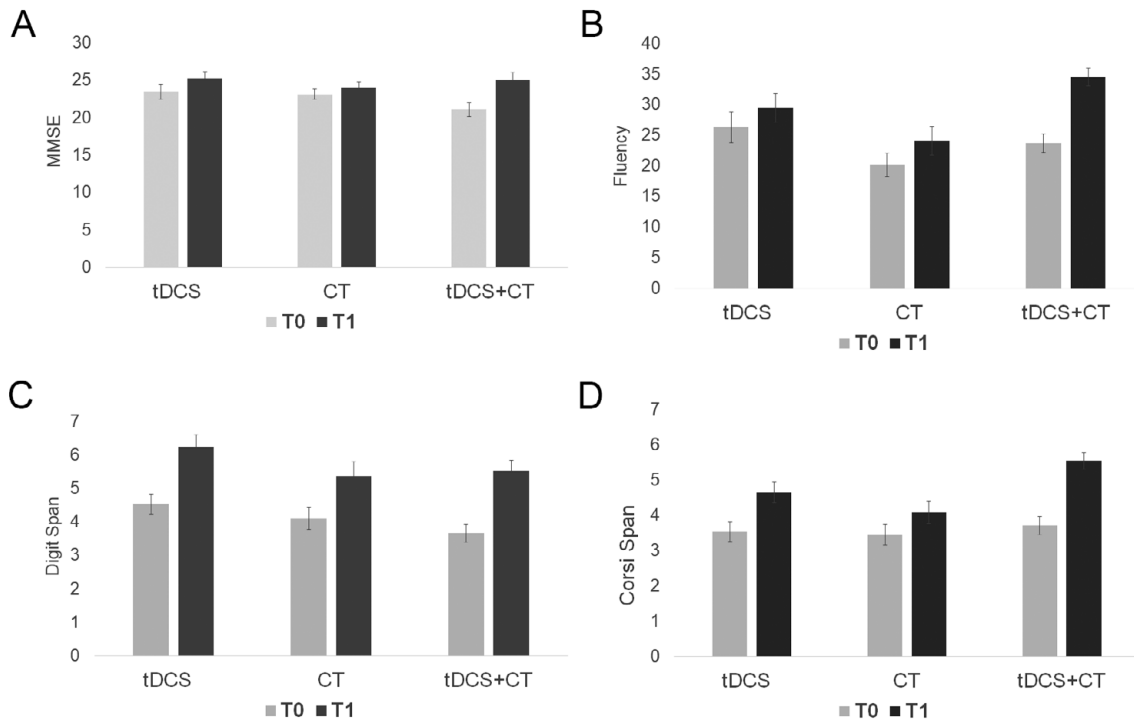 A
MMSE
30
25
20
15
10
5
0
tDCS CT tDCS+CT
T0 T1
B
Fluency
40
35
30
25
20
15
10
5
0
tDCS CT tDCS+CT
T0 T1
C
Digit Span
7
6
5
4
3
2
1
0
tDCS CT tDCS+CT
T0 T1
D
Corsi Span
7
6
5
4
3
2
1
0
tDCS CT tDCS+CT
T0 T1